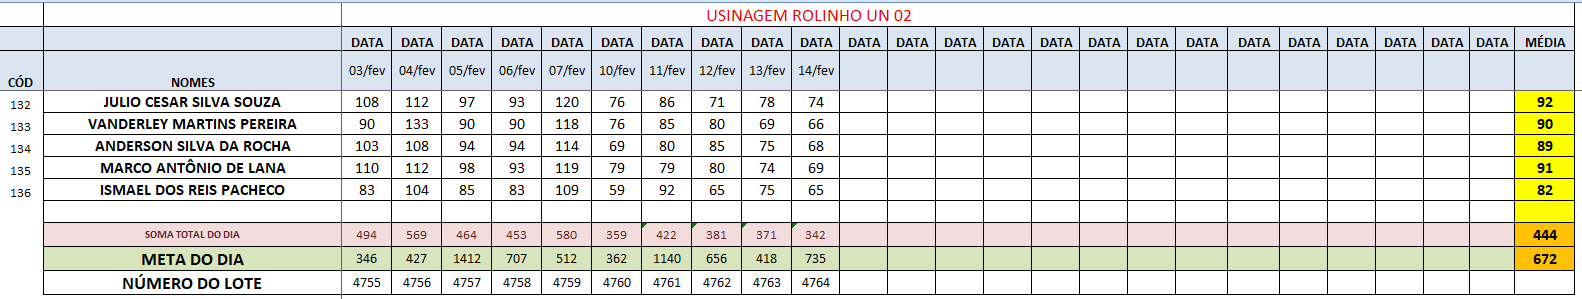 USINAGEM ROLINHO UN 02
DATA DATA DATA DATA DATA DATA DATA DATA DATA DATA DATA DATA DATA DATA DATA DATA DATA DATA DATA DATA DATA DATA DATA DATA MÉDIA
CÓD NOMES 03/fev 04/fev 05/fev 06/fev 07/fev 10/fev 11/fev 12/fev 13/fev 14/fev
132 JULIO CESAR SILVA SOUZA 108 112 97 93 120 76 86 71 78 74 92
133 VANDERLEY MARTINS PEREIRA 90 133 90 90 118 76 85 80 69 66 90
134 ANDERSON SILVA DA ROCHA 103 108 94 94 114 69 80 85 75 68 89
135 MARCO ANTÔNIO DE LANA 110 112 98 93 119 79 79 80 74 69 91
136 ISMAEL DOS REIS PACHECO 83 104 85 83 109 59 92 65 75 65 82
SOMA TOTAL DO DIA 494 569 464 453 580 359 422 381 371 342 444
META DO DIA 346 427 1412 707 512 362 1140 656 418 735 672
NÚMERO DO LOTE 4755 4756 4757 4758 4759 4760 4761 4762 4763 4764